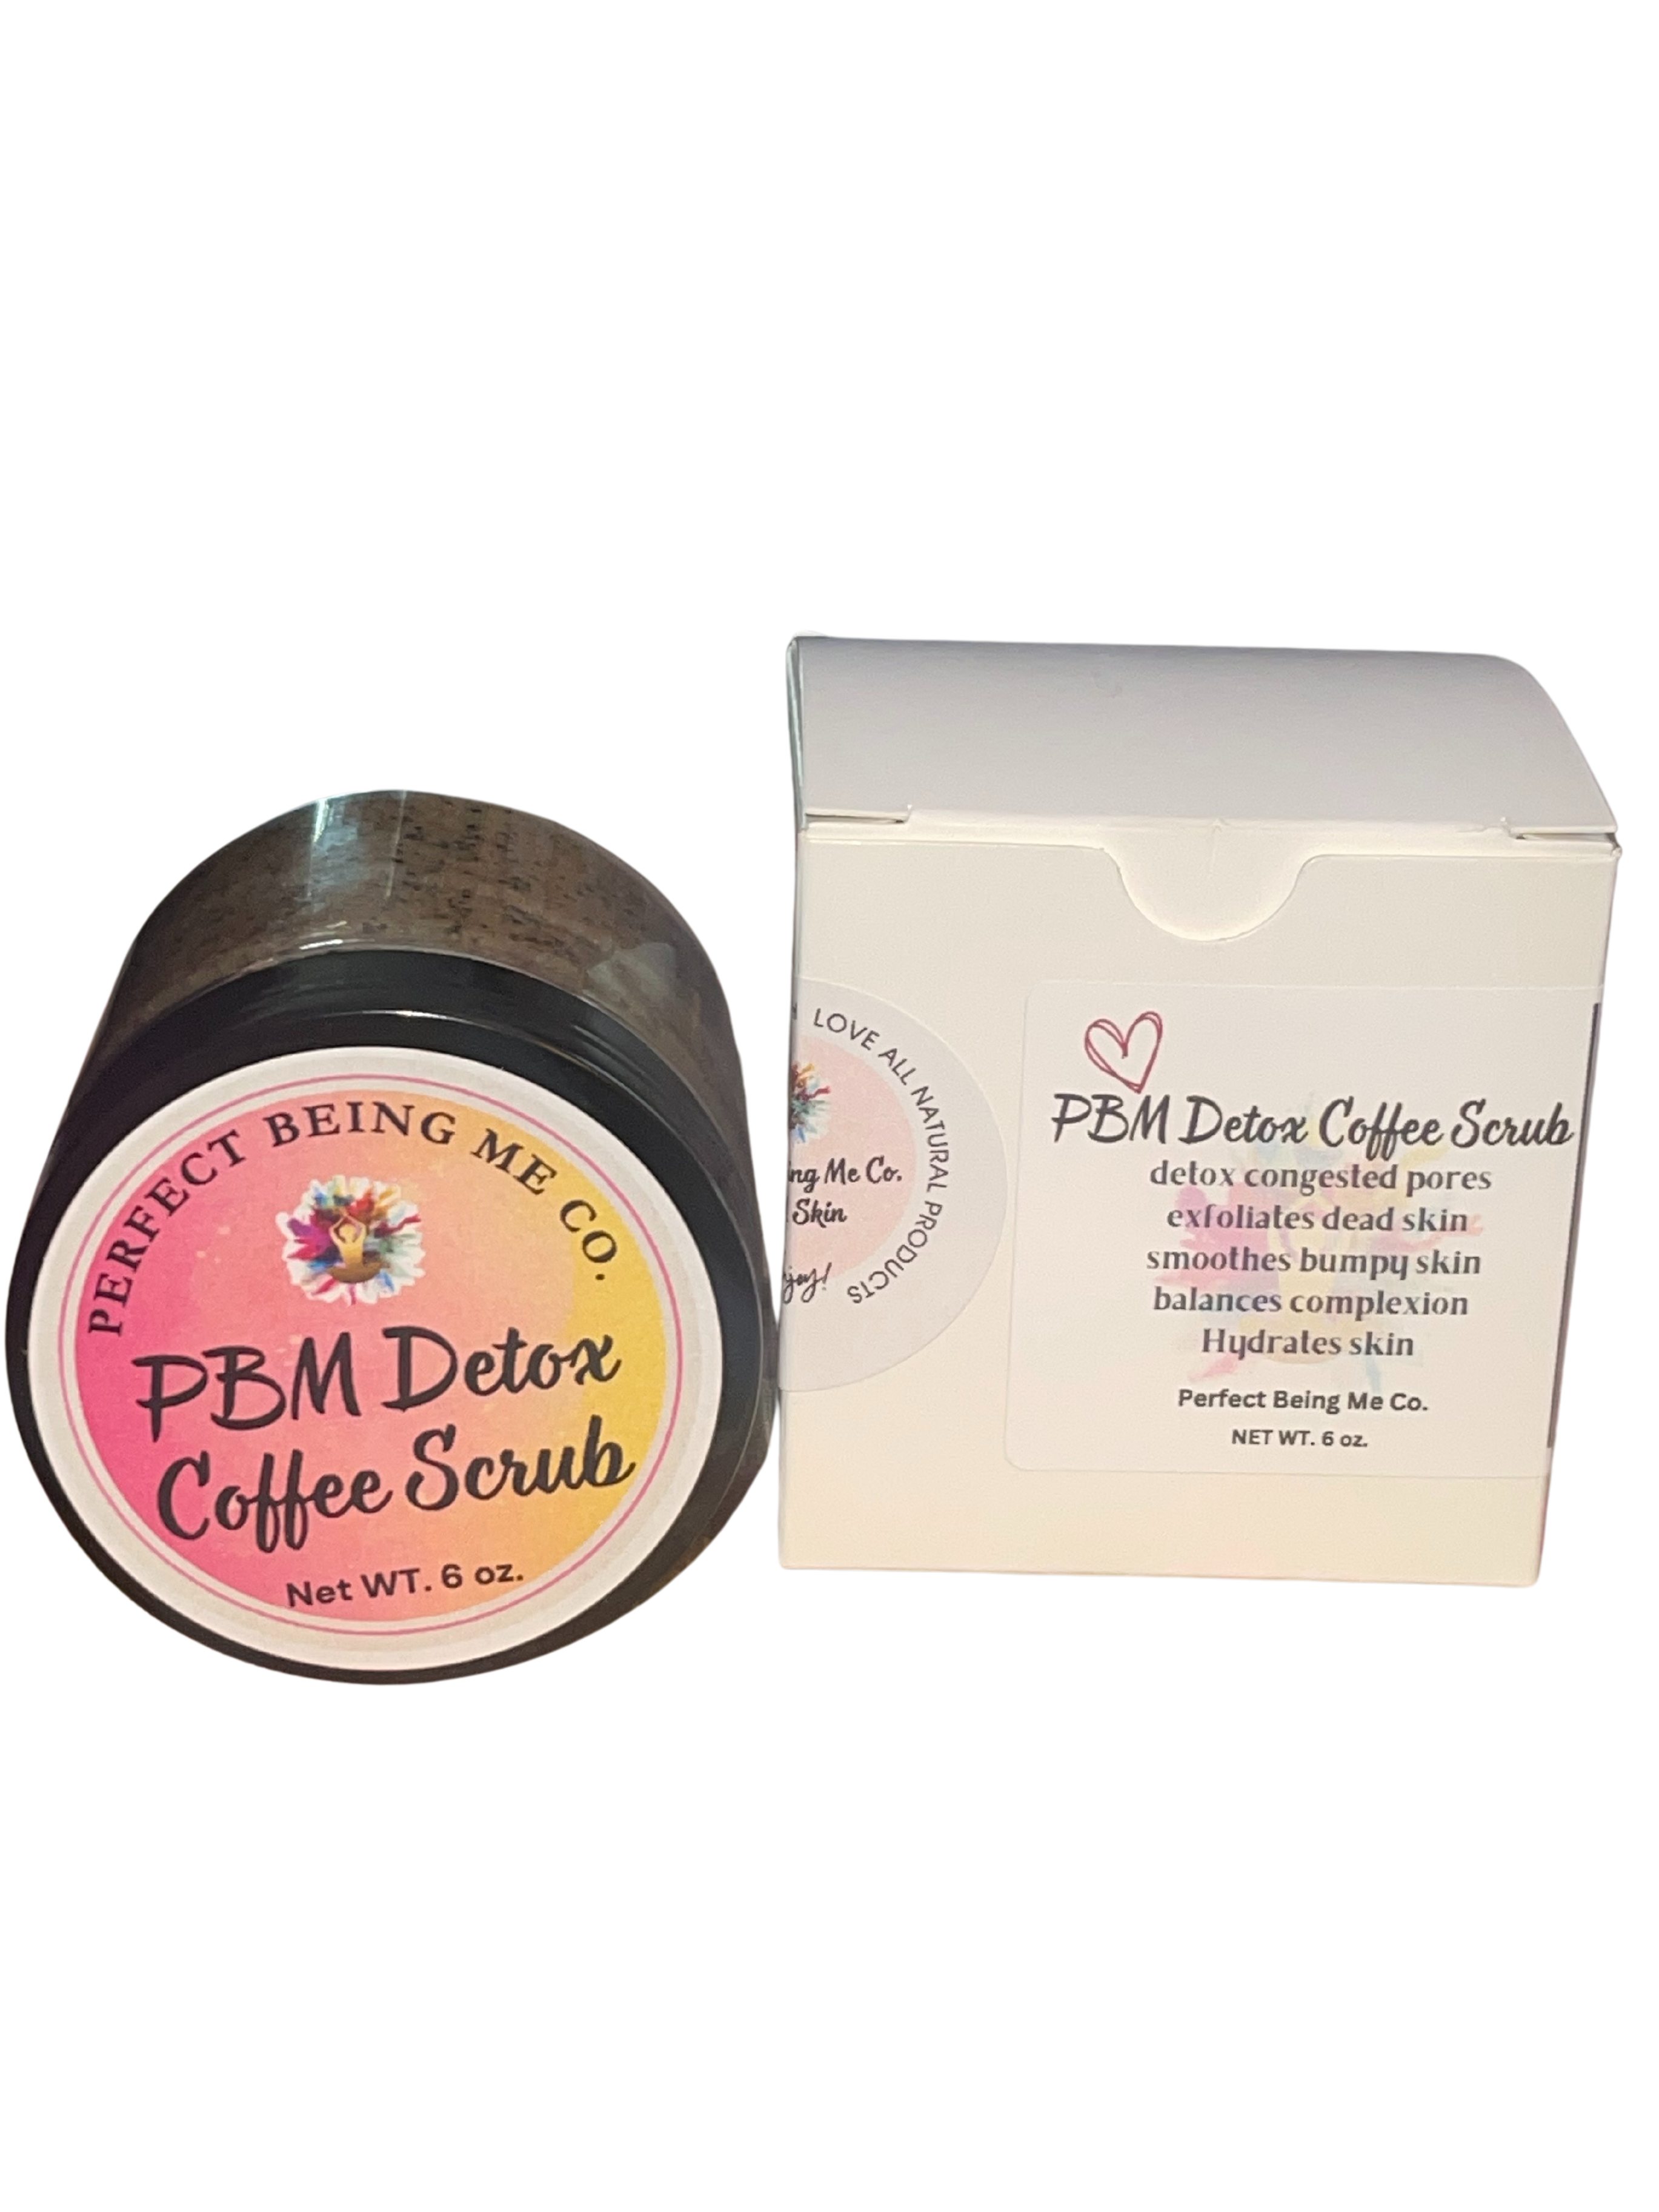 PERFECT BEING ME CO.
PBM Detox
Coffee Scrub
Net WT. 6 oz.
LOVE ALL NATURAL PRODUCTS
Me Co.
Skin
PBM Detox Coffee Scrub
detox congested pores
exfoliates dead skin
smoothes bumpy skin
balances complexion
Hydrates skin
Perfect Being Me Co.
NET WT. 6 oz.